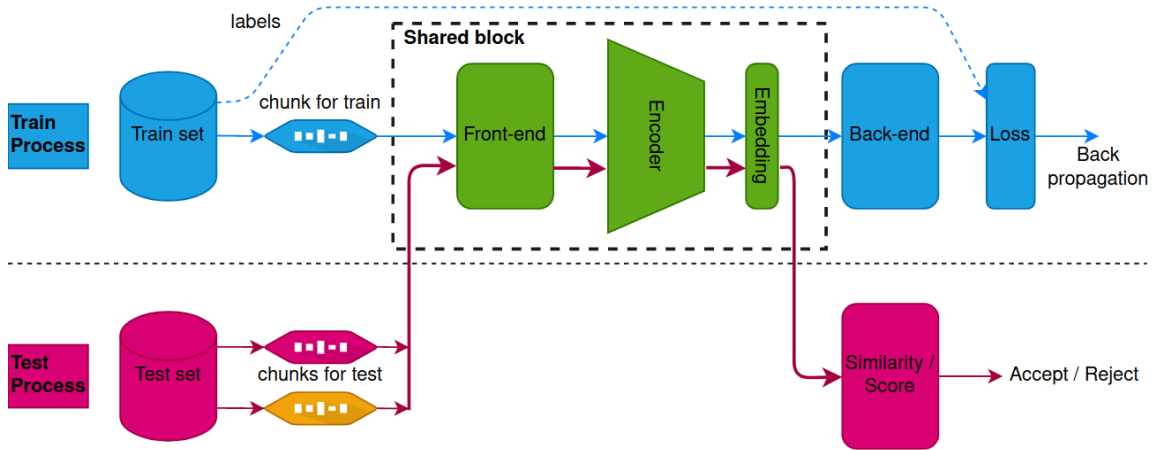 labels
Shared block
Train
Process
Train set
chunk for train
Front-end
Encoder
Embedding
Back-end
Loss
Back
propagation
Test
Process
Test set
chunks for test
Similarity /
Score
Accept / Reject